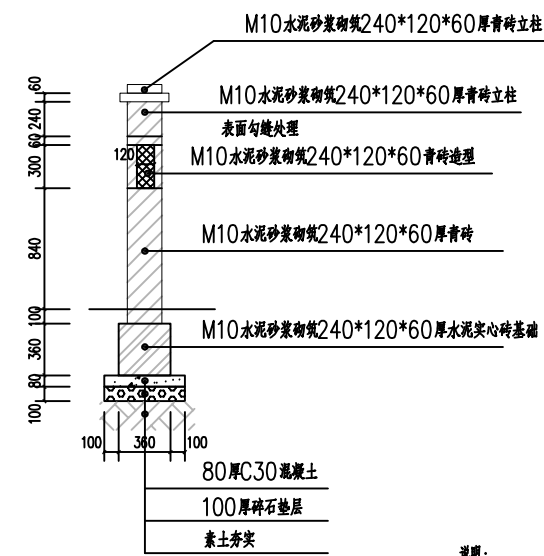 M10水泥砂浆砌筑240*120*60厚青砖立柱
M10水泥砂浆砌筑240*120*60厚青砖立柱
表面勾缝处理
M10水泥砂浆砌筑240*120*60青砖造型
M10水泥砂浆砌筑240*120*60厚青砖
M10水泥砂浆砌筑240*120*60厚水泥实心砖基础
60
240
60
300
120
840
100
360
80
100
100 360 100
80厚C30混凝土
100厚碎石垫层
素土夯实
说明：